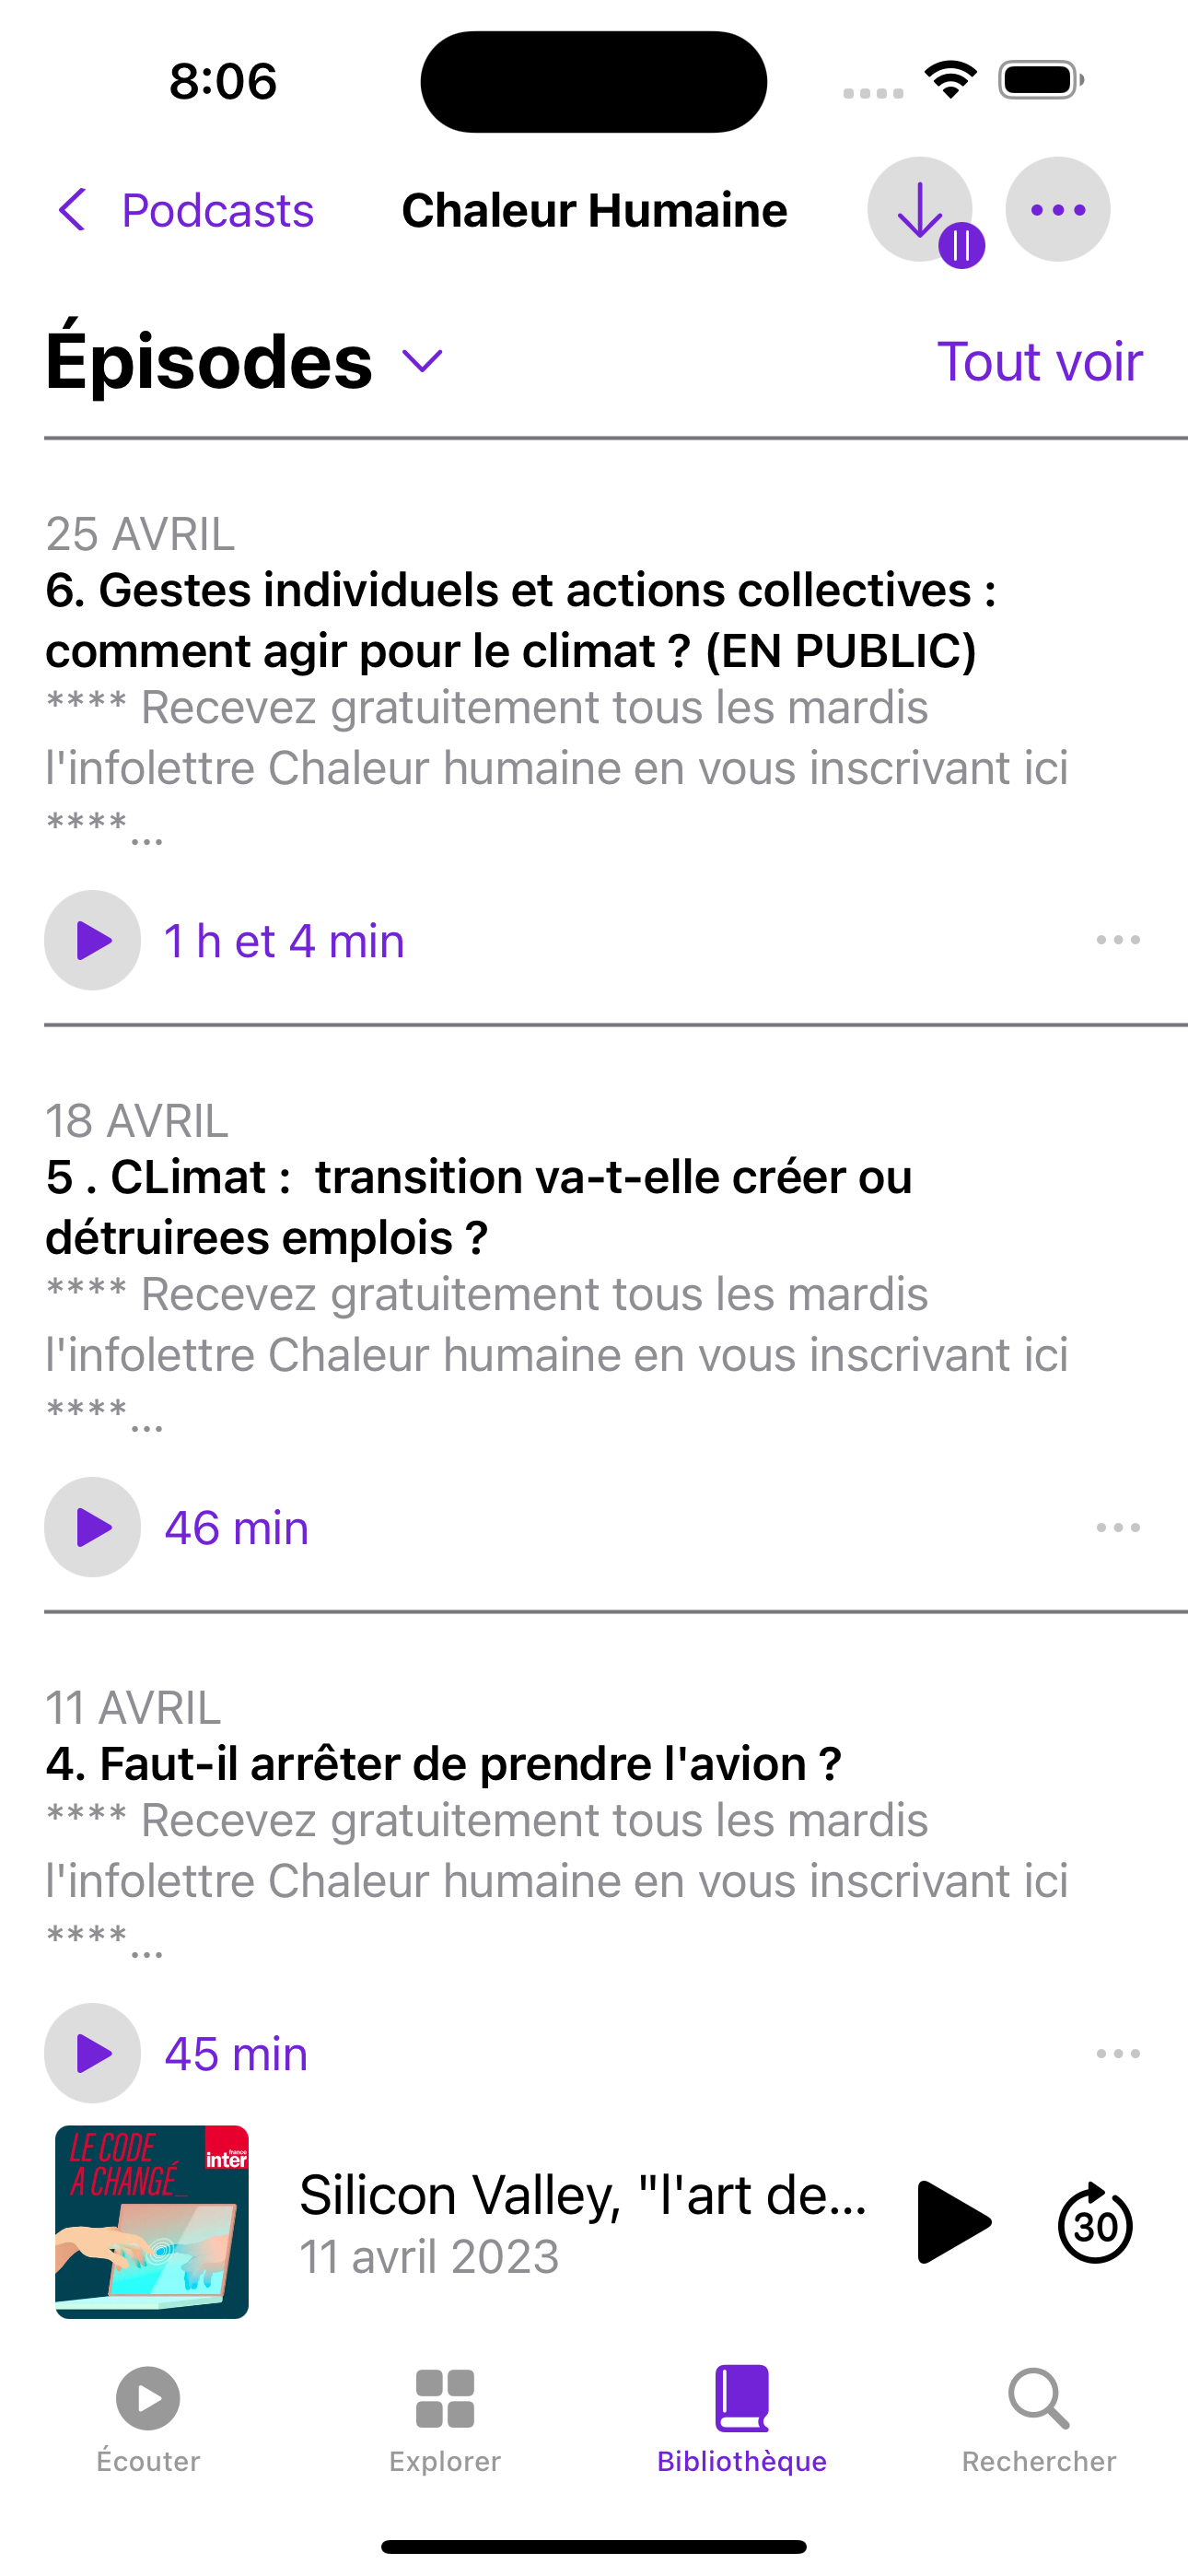 8:06
Podcasts
Chaleur Humaine
Épisodes
Tout voir
25 AVRIL
6. Gestes individuels et actions collectives :
comment agir pour le climat ? (EN PUBLIC)
**** Recevez gratuitement tous les mardis
l'infolettre Chaleur humaine en vous inscrivant ici
****...
1 h et 4 min
18 AVRIL
5 . CLimat :  transition va-t-elle créer ou
détruirees emplois ?
**** Recevez gratuitement tous les mardis
l'infolettre Chaleur humaine en vous inscrivant ici
****...
46 min
11 AVRIL
4. Faut-il arrêter de prendre l'avion ?
**** Recevez gratuitement tous les mardis
l'infolettre Chaleur humaine en vous inscrivant ici
****...
45 min
LE CODE
A CHANGÉ_
france
inter
Silicon Valley, "l'art de...
11 avril 2023
30
Écouter
Explorer
Bibliothèque
Rechercher